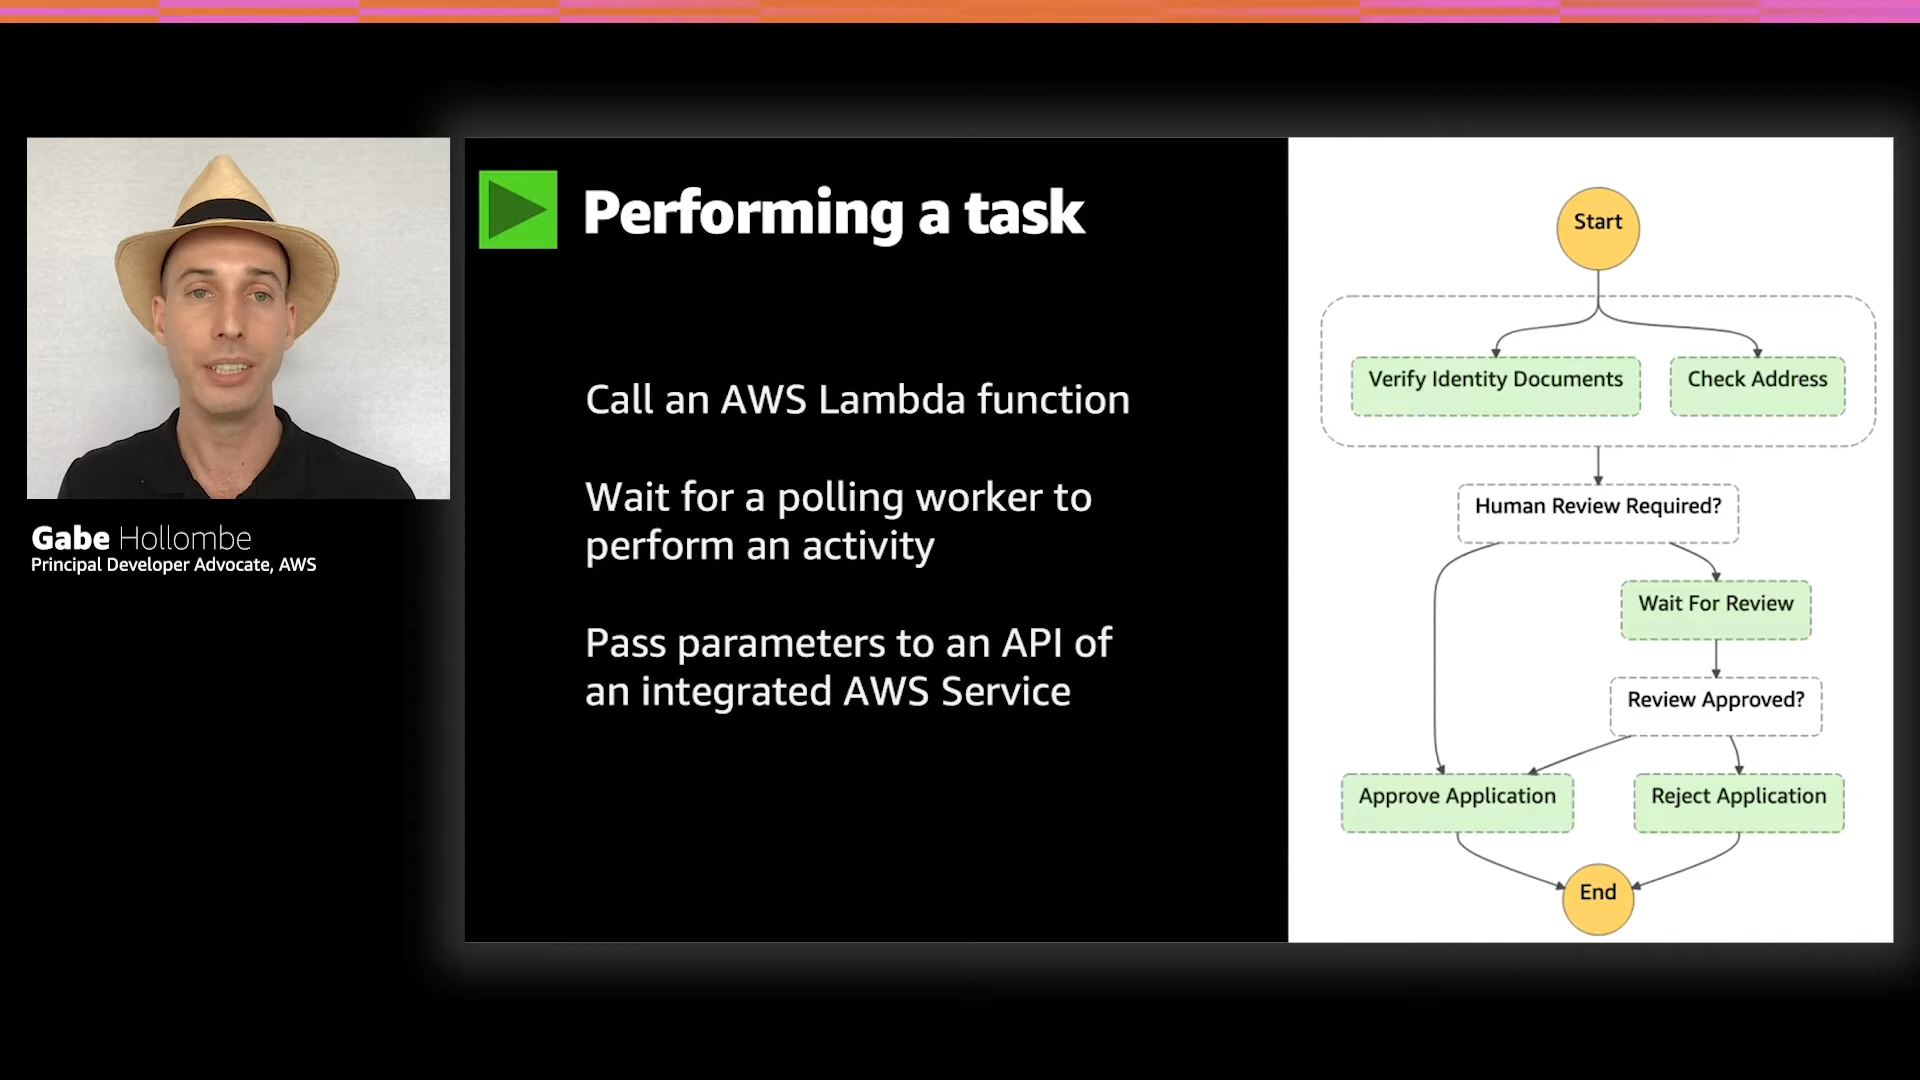 Gabe Hollombe
Principal Developer Advocate, AWS
Performing a task
Call an AWS Lambda function
Wait for a polling worker to
perform an activity
Pass parameters to an API of
an integrated AWS Service
Start
Verify Identity Documents
Check Address
Human Review Required?
Wait For Review
Review Approved?
Approve Application
Reject Application
End